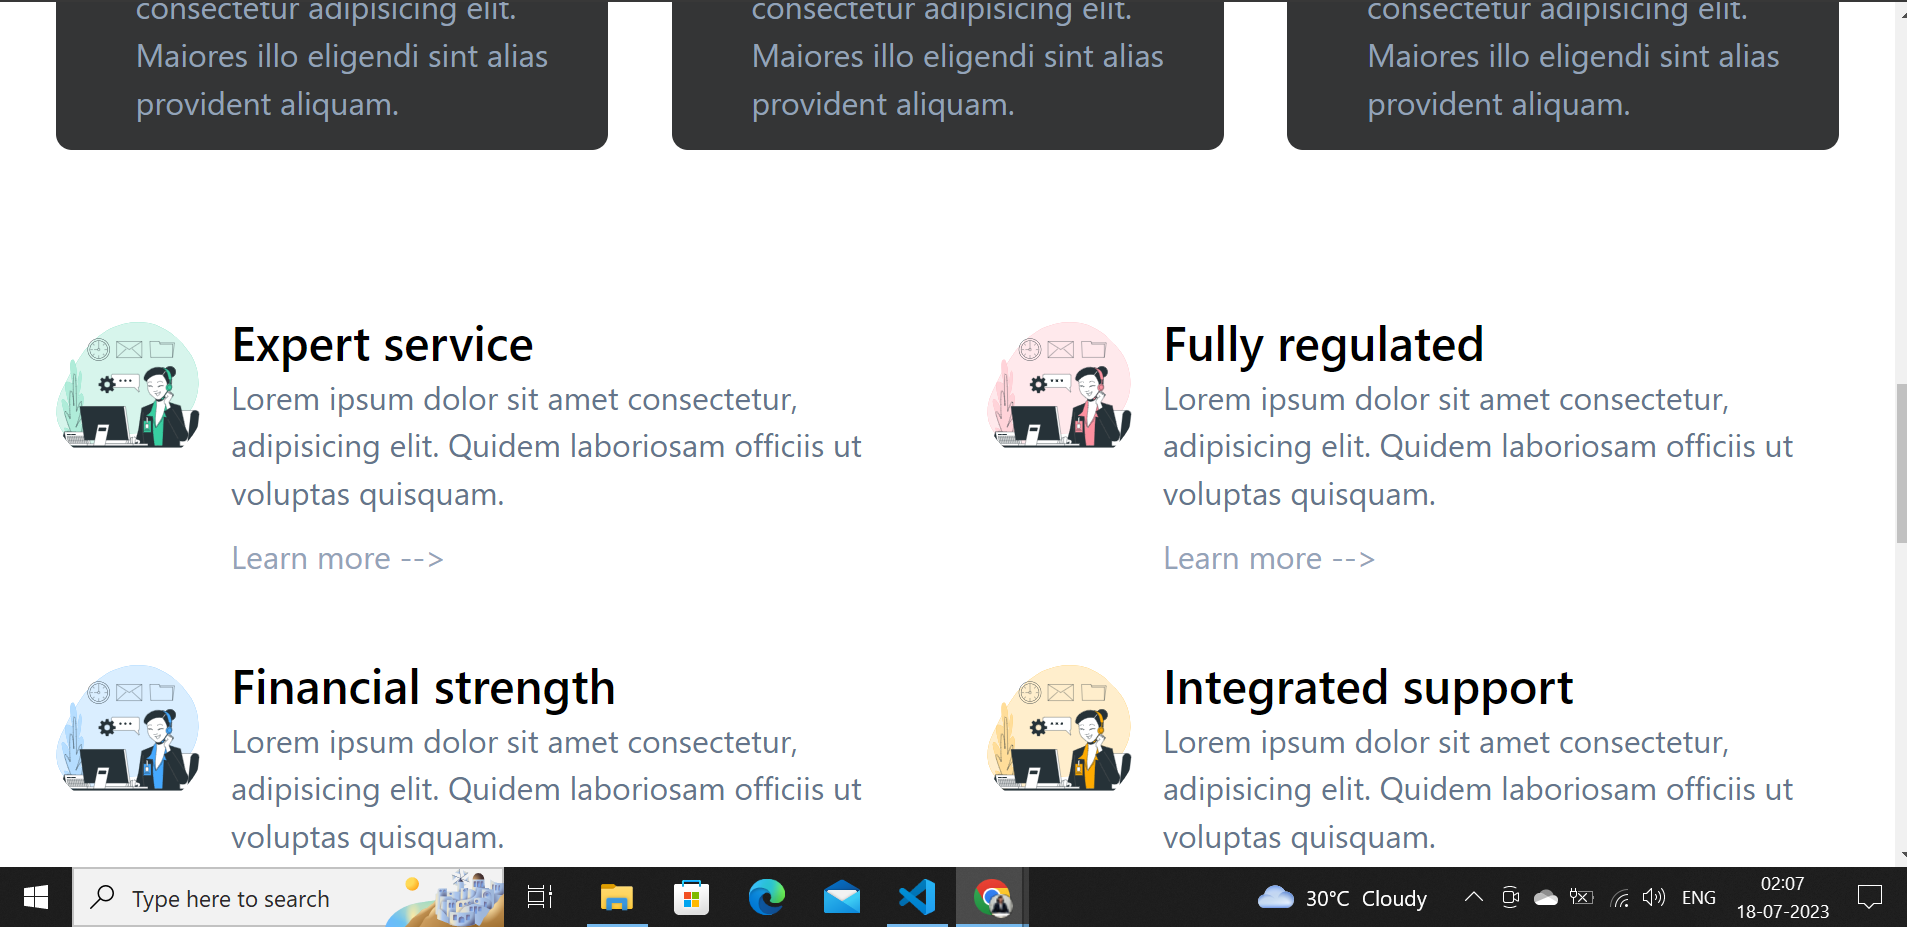 consectetur adipisicing elit.
Maiores illo eligendi sint alias
provident aliquam.
consectetur adipisicing elit.
Maiores illo eligendi sint alias
provident aliquam.
consectetur adipisicing elit.
Maiores illo eligendi sint alias
provident aliquam.
Expert service
Lorem ipsum dolor sit amet consectetur,
adipisicing elit. Quidem laboriosam officiis ut
voluptas quisquam.
Learn more -->
Fully regulated
Lorem ipsum dolor sit amet consectetur,
adipisicing elit. Quidem laboriosam officiis ut
voluptas quisquam.
Learn more -->
Financial strength
Lorem ipsum dolor sit amet consectetur,
adipisicing elit. Quidem laboriosam officiis ut
voluptas quisquam.
Integrated support
Lorem ipsum dolor sit amet consectetur,
adipisicing elit. Quidem laboriosam officiis ut
voluptas quisquam.
Type here to search
30°C Cloudy
ENG
02:07
18-07-2023